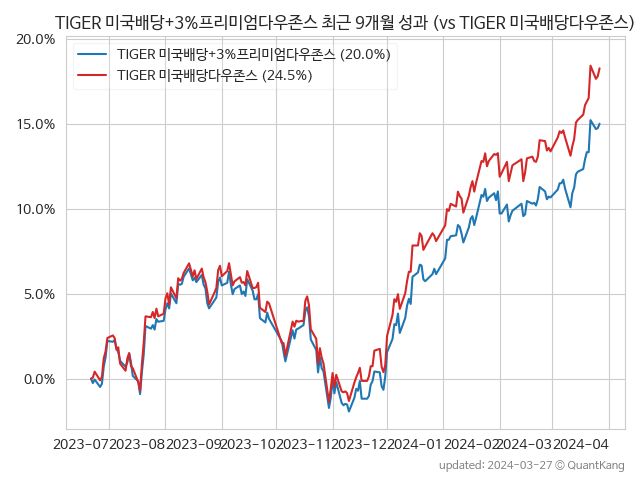 TIGER 미국배당+3%프리미엄다우존스 최근 9개월 성과 (vs TIGER 미국배당다우존스)
20.0%
TIGER 미국배당+3%프리미엄다우존스 (20.0%)
TIGER 미국배당다우존스 (24.5%)
15.0%
10.0%
5.0%
0.0%
2023-07 2023-08 2023-09 2023-10 2023-11 2023-12 2024-01 2024-02 2024-03 2024-04
updated: 2024-03-27 © QuantKang